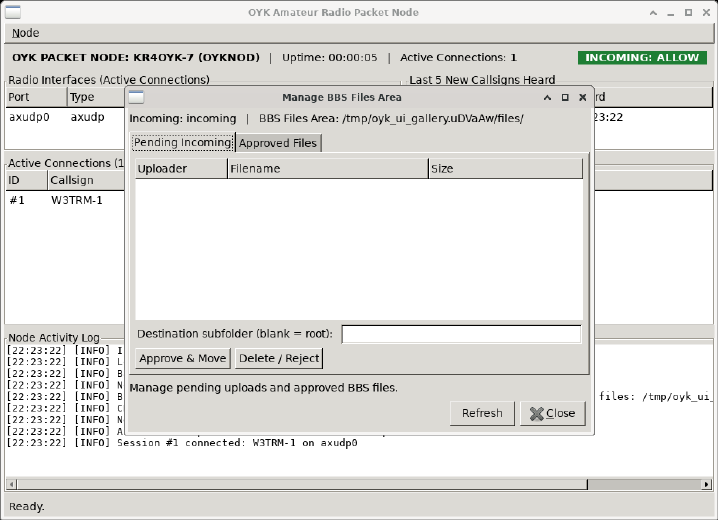 OYK Amateur Radio Packet Node
Node
OYK PACKET NODE: KR4OYK-7 (OYKNOD) | Uptime: 00:00:05 | Active Connections: 1 INCOMING: ALLOW
Radio Interfaces (Active Connections) Last 5 New Callsigns Heard
Port Type rd
axudp0 axudp 23:22
Manage BBS Files Area
Incoming: incoming | BBS Files Area: /tmp/oyk_ui_gallery.uDVaAw/files/
Pending Incoming Approved Files
Uploader Filename Size
Destination subfolder (blank = root):
Approve & Move Delete / Reject
Manage pending uploads and approved BBS files.
Refresh Close
Active Connections (1
ID Callsign
#1 W3TRM-1
Node Activity Log
[22:23:22] [INFO] I
[22:23:22] [INFO] L
[22:23:22] [INFO] B
[22:23:22] [INFO] N
[22:23:22] [INFO] B files: /tmp/oyk_ui_
[22:23:22] [INFO] C
[22:23:22] [INFO] N
[22:23:22] [INFO] A
[22:23:22] [INFO] Session #1 connected: W3TRM-1 on axudp0
Ready.